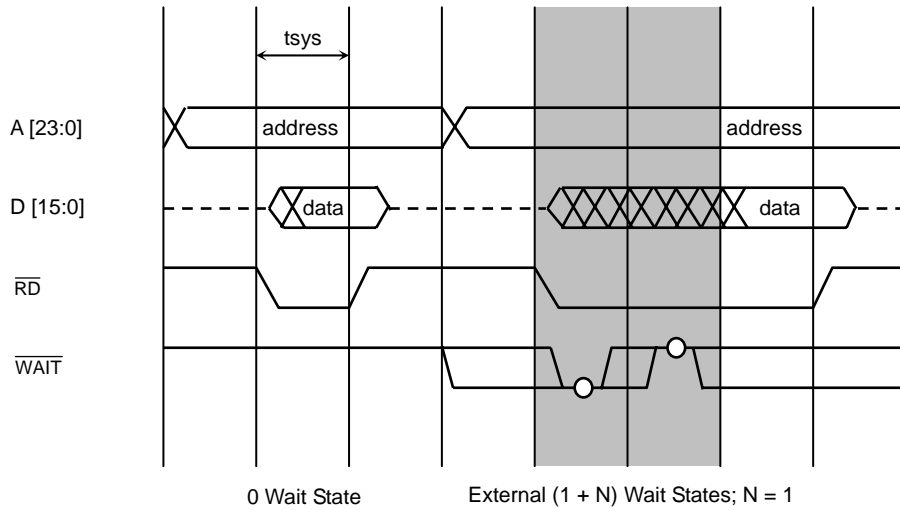 tsys
A [23:0]
address
address
D [15:0]
data
data
RD
WAIT
0 Wait State
External (1 + N) Wait States; N = 1